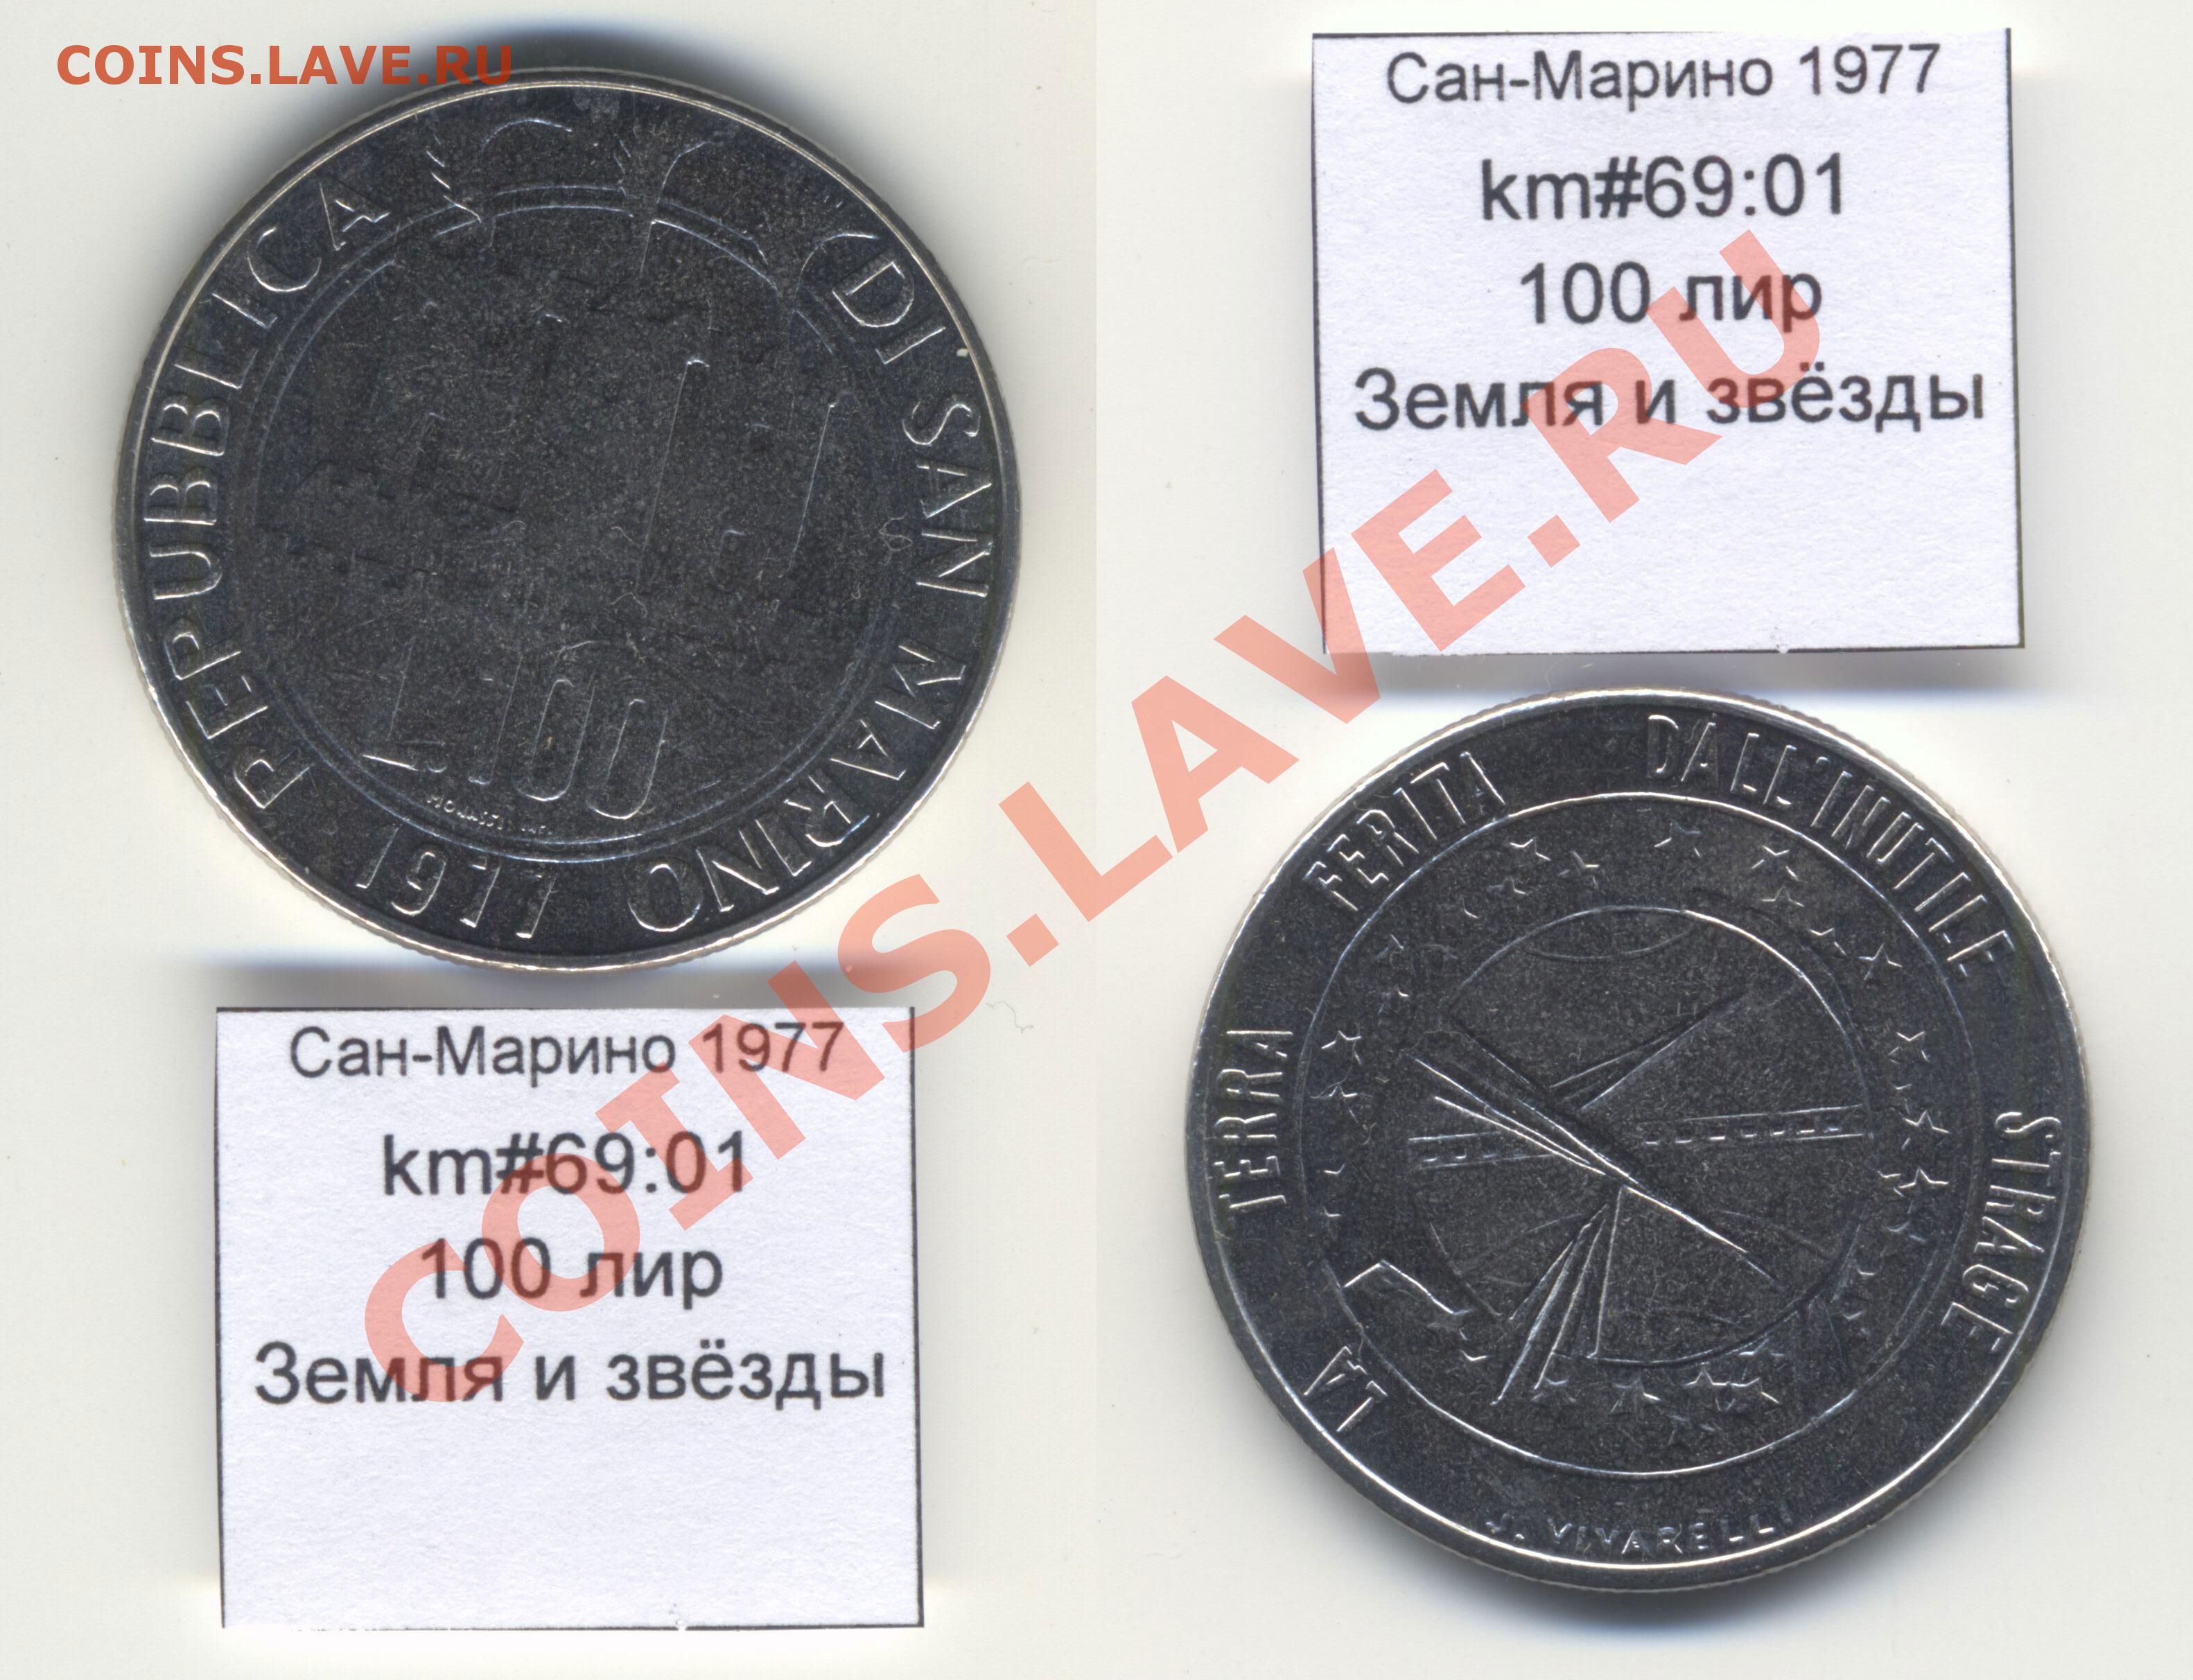 COINS.LAVE.RU
REPUBBLICA DI SAN MARINO 1977
L.100
Сан-Марино 1977
km#69:01
100 лир
Земля и звёзды
Сан-Марино 1977
km#69:01
100 лир
Земля и звёзды
LA TERRA FERITA DALL'INUTILE STRAGE
J. VIVARELLI
COINS.LAVE.RU